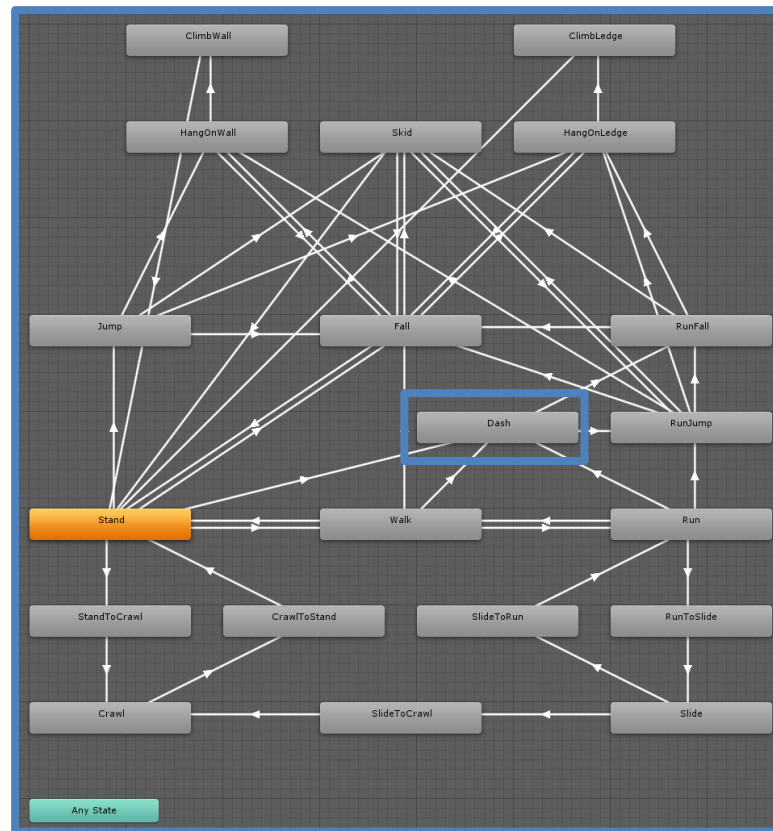 ClimbWall
ClimbLedge
HangOnWall
Skid
HangOnLedge
Jump
Fall
RunFall
Dash
RunJump
Stand
Walk
Run
StandToCrawl
CrawlToStand
SlideToRun
RunToSlide
Crawl
SlideToCrawl
Slide
Any State